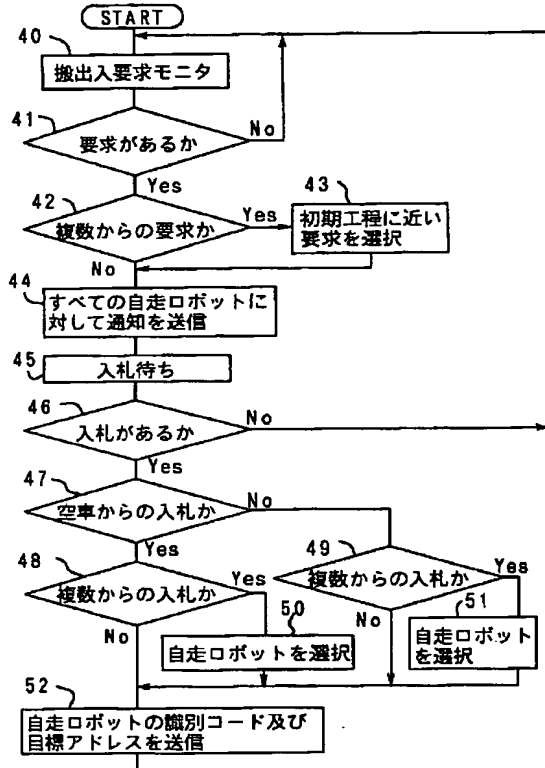 START
40
搬出入要求モニタ
41
要求があるか
No
Yes
42
複数からの要求か
Yes
43
初期工程に近い
要求を選択
No
44
すべての自走ロボットに
対して通知を送信
45
入札待ち
46
入札があるか
No
Yes
47
空車からの入札か
No
Yes
48
複数からの入札か
Yes
49
複数からの入札か
Yes
No
50
自走ロボットを選択
No
51
自走ロボット
を選択
52
自走ロボットの識別コード及び
目標アドレスを送信